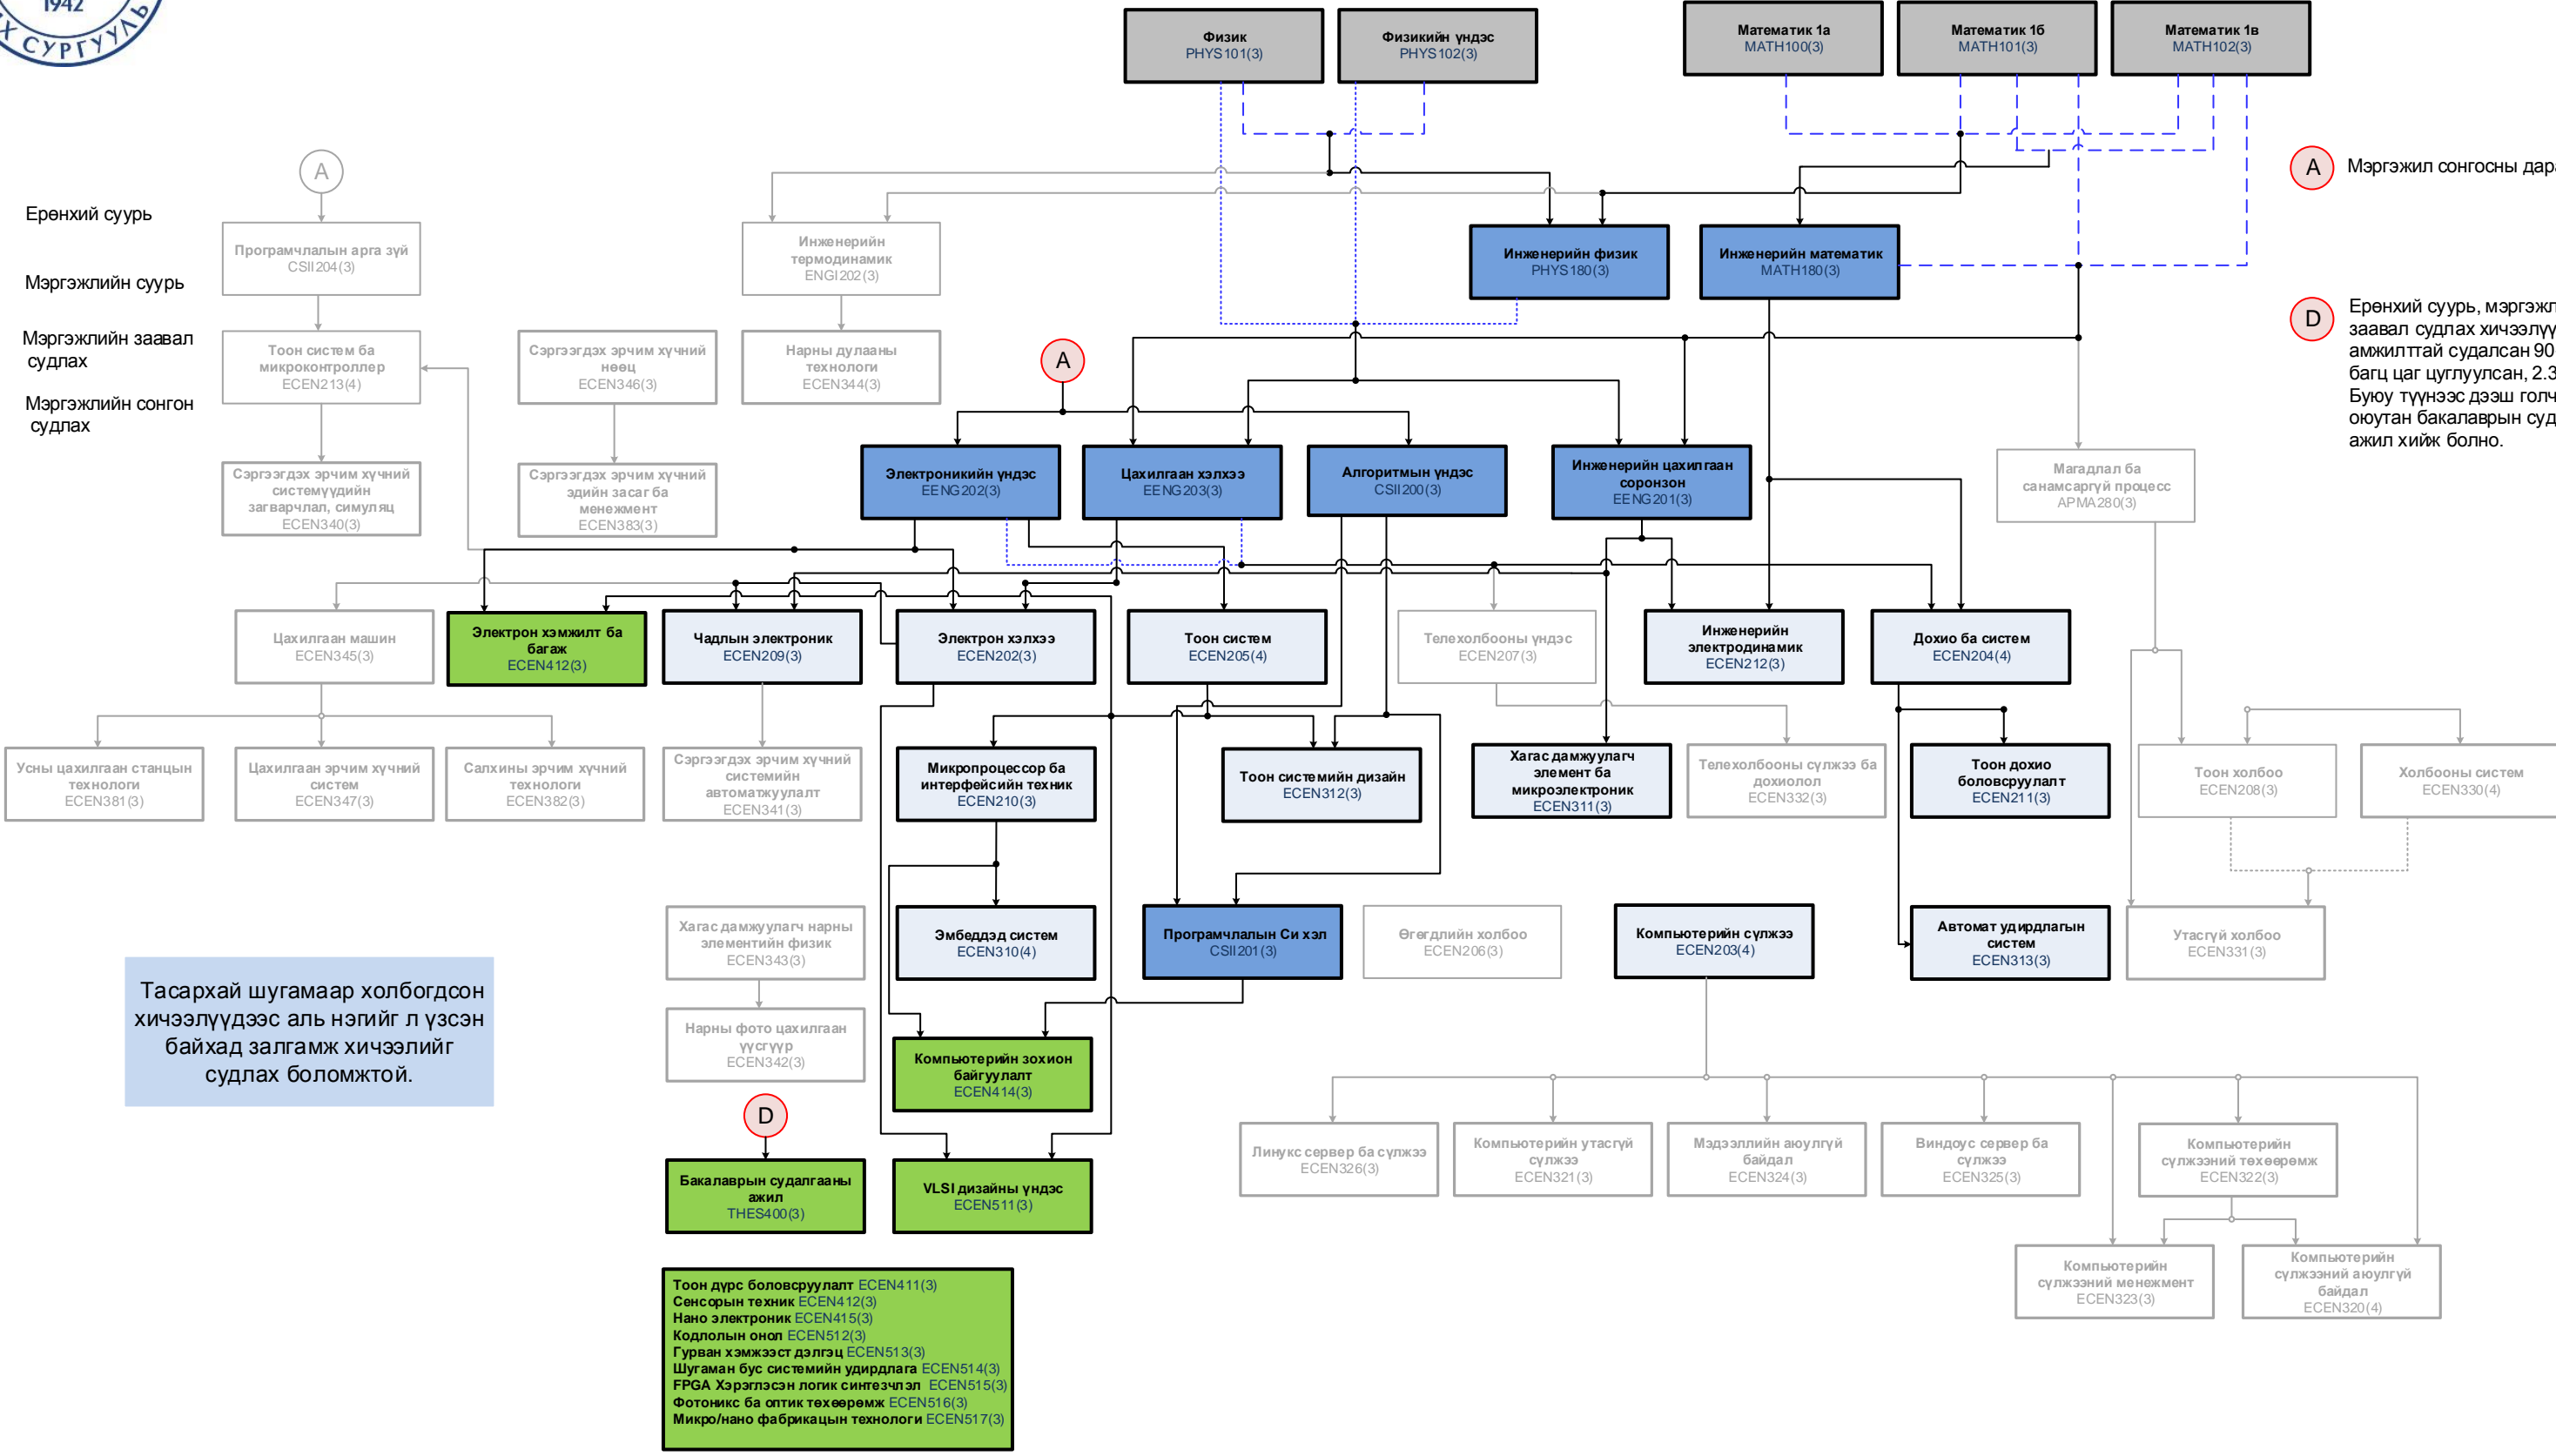 1942
Х СУРГУУЛЬ
Физик
PHYS101(3)
Физикийн үндэс
PHYS102(3)
Математик 1а
MATH100(3)
Математик 1б
MATH101(3)
Математик 1в
MATH102(3)
A
A
Мэргэжил сонгосны дара
Ерөнхий суурь
Мэргэжлийн суурь
Мэргэжлийн заавал
судлах
Мэргэжлийн сонгон
судлах
Програмчлалын арга зүй
CSII204(3)
Инженерийн
термодинамик
ENGI202(3)
Инженерийн физик
PHYS180(3)
Инженерийн математик
MATH180(3)
D
Ерөнхий суурь, мэргэжл
заавал судлах хичээлүү
амжилттай судалсан 90
багц цаг цуглуулсан, 2.3
Буюу түүнээс дээш голч
оюутан бакалаврын суд
ажил хийж болно.
Тоон систем ба
микроконтроллер
ECEN213(4)
Сэргээгдэх эрчим хүчний
нөөц
ECEN346(3)
Нарны дулааны
технологи
ECEN344(3)
A
Сэргээгдэх эрчим хүчний
системүүдийн
загварчлал, симуляц
ECEN340(3)
Сэргээгдэх эрчим хүчний
эдийн засаг ба
менежмент
ECEN383(3)
Электроникийн үндэс
EENG202(3)
Цахилгаан хэлхээ
EENG203(3)
Алгоритмын үндэс
CSII200(3)
Инженерийн цахилгаан
соронзон
EENG201(3)
Магадлал ба
санамсаргүй процесс
APMA280(3)
Цахилгаан машин
ECEN345(3)
Электрон хэмжилт ба
багаж
ECEN412(3)
Чадлын электроник
ECEN209(3)
Электрон хэлхээ
ECEN202(3)
Тоон систем
ECEN205(4)
Телехолбооны үндэс
ECEN207(3)
Инженерийн
электродинамик
ECEN212(3)
Дохио ба систем
ECEN204(4)
Усны цахилгаан станцын
технологи
ECEN381(3)
Цахилгаан эрчим хүчний
систем
ECEN347(3)
Салхины эрчим хүчний
технологи
ECEN382(3)
Сэргээгдэх эрчим хүчний
системийн
автоматжуулалт
ECEN341(3)
Микропроцессор ба
интерфейсийн техник
ECEN210(3)
Тоон системийн дизайн
ECEN312(3)
Хагас дамжуулагч
элемент ба
микроэлектроник
ECEN311(3)
Телехолбооны сүлжээ ба
дохиолол
ECEN332(3)
Тоон дохио
боловсруулалт
ECEN211(3)
Тоон холбоо
ECEN208(3)
Холбооны систем
ECEN330(4)
Хагас дамжуулагч нарны
элементийн физик
ECEN343(3)
Эмбеддэд систем
ECEN310(4)
Програмчлалын Си хэл
CSII201(3)
Өгөгдлийн холбоо
ECEN206(3)
Компьютерийн сүлжээ
ECEN203(4)
Автомат удирдлагын
систем
ECEN313(3)
Утасгүй холбоо
ECEN331(3)
Тасархай шугамаар холбогдсон
хичээлүүдээс аль нэгийг л үзсэн
байхад залгамж хичээлийг
судлах боломжтой.
Нарны фото цахилгаан
үүсгүүр
ECEN342(3)
Компьютерийн зохион
байгуулалт
ECEN414(3)
D
Бакалаврын судалгааны
ажил
THES400(3)
VLSI дизайны үндэс
ECEN511(3)
Линукс сервер ба сүлжээ
ECEN326(3)
Компьютерийн утасгүй
сүлжээ
ECEN321(3)
Мэдээллийн аюулгүй
байдал
ECEN324(3)
Виндоус сервер ба
сүлжээ
ECEN325(3)
Компьютерийн
сүлжээний төхөөрөмж
ECEN322(3)
Компьютерийн
сүлжээний менежмент
ECEN323(3)
Компьютерийн
сүлжээний аюулгүй
байдал
ECEN320(4)
Тоон дүрс боловсруулалт ECEN411(3)
Сенсорын техник ECEN412(3)
Нано электроник ECEN415(3)
Кодлолын онол ECEN512(3)
Гурван хэмжээст дэлгэц ECEN513(3)
Шугаман бус системийн удирдлага ECEN514(3)
FPGA Хэрэглэсэн логик синтезчлэл ECEN515(3)
Фотоникс ба оптик төхөөрөмж ECEN516(3)
Микро/нано фабрикацын технологи ECEN517(3)